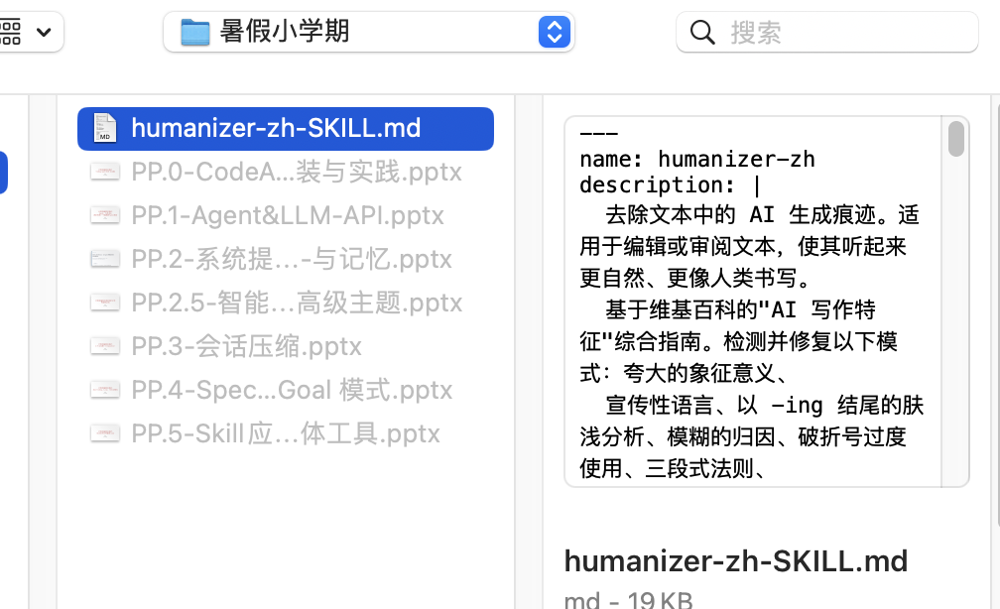 暑假小学期
搜索
humanizer-zh-SKILL.md
PP.0-CodeA...装与实践.pptx
PP.1-Agent&LLM-API.pptx
PP.2-系统提...-与记忆.pptx
PP.2.5-智能...高级主题.pptx
PP.3-会话压缩.pptx
PP.4-Spec...Goal 模式.pptx
PP.5-Skill应...体工具.pptx
---
name: humanizer-zh
description: |
去除文本中的 AI 生成痕迹。适
用于编辑或审阅文本，使其听起来
更自然、更像人类书写。
基于维基百科的"AI 写作特
征"综合指南。检测并修复以下模
式：夸大的象征意义、
宣传性语言、以 -ing 结尾的肤
浅分析、模糊的归因、破折号过度
使用、三段式法则、
humanizer-zh-SKILL.md
md - 19 KB